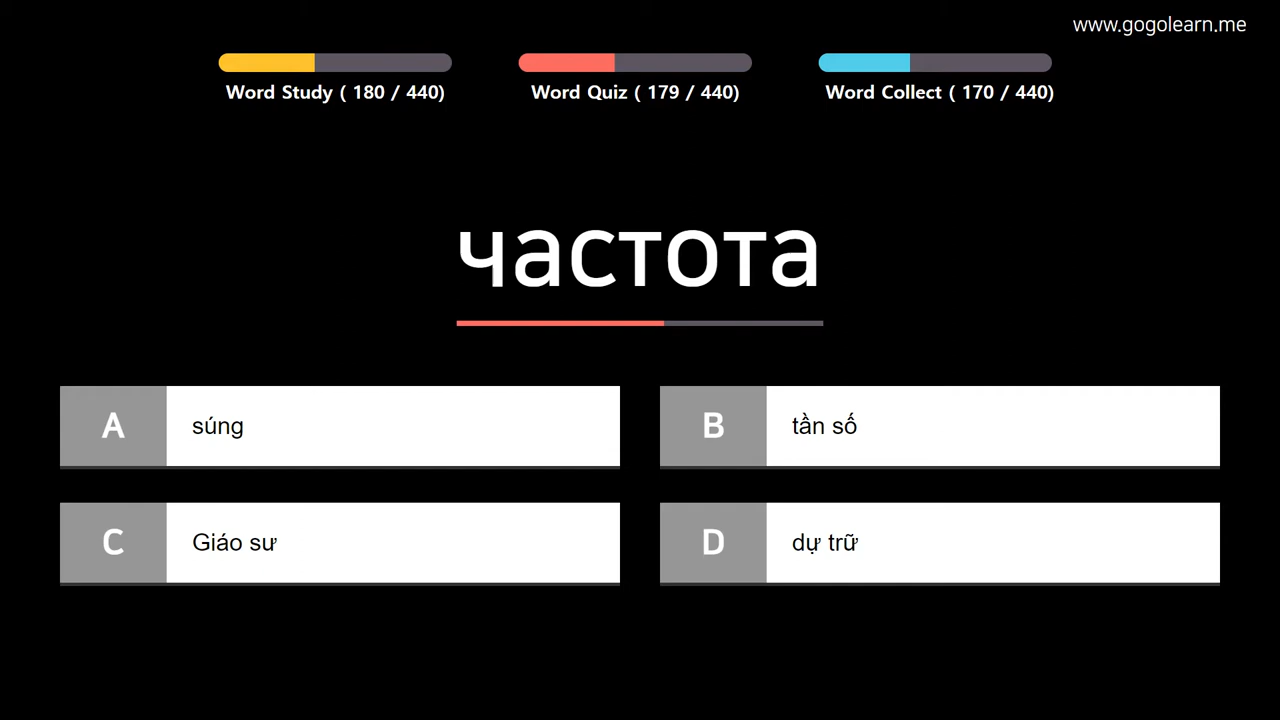 www.gogolearn.me
Word Study ( 180 / 440)
Word Quiz ( 179 / 440)
Word Collect ( 170 / 440)
частота
A súng
B tần số
C Giáo sư
D dự trữ